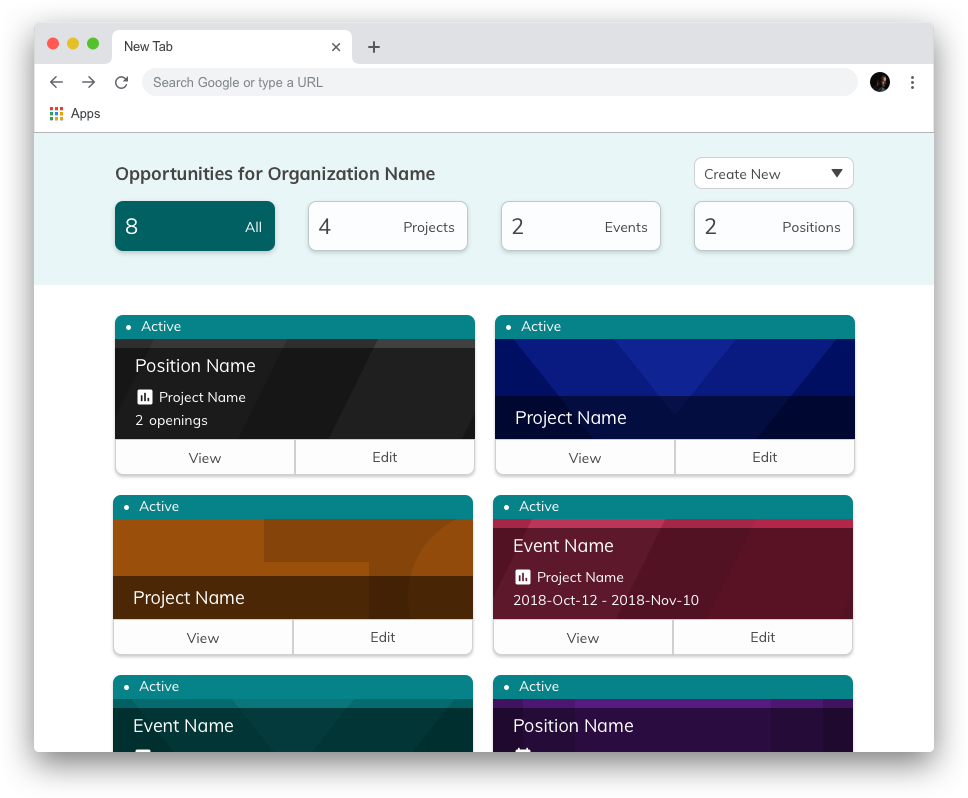 New Tab
Search Google or type a URL
Apps
Opportunities for Organization Name
Create New
8 All
4 Projects
2 Events
2 Positions
Active
Position Name
Project Name
2 openings
View Edit
Active
Project Name
View Edit
Active
Project Name
View Edit
Active
Event Name
Project Name
2018-Oct-12 - 2018-Nov-10
View Edit
Active
Event Name
Active
Position Name